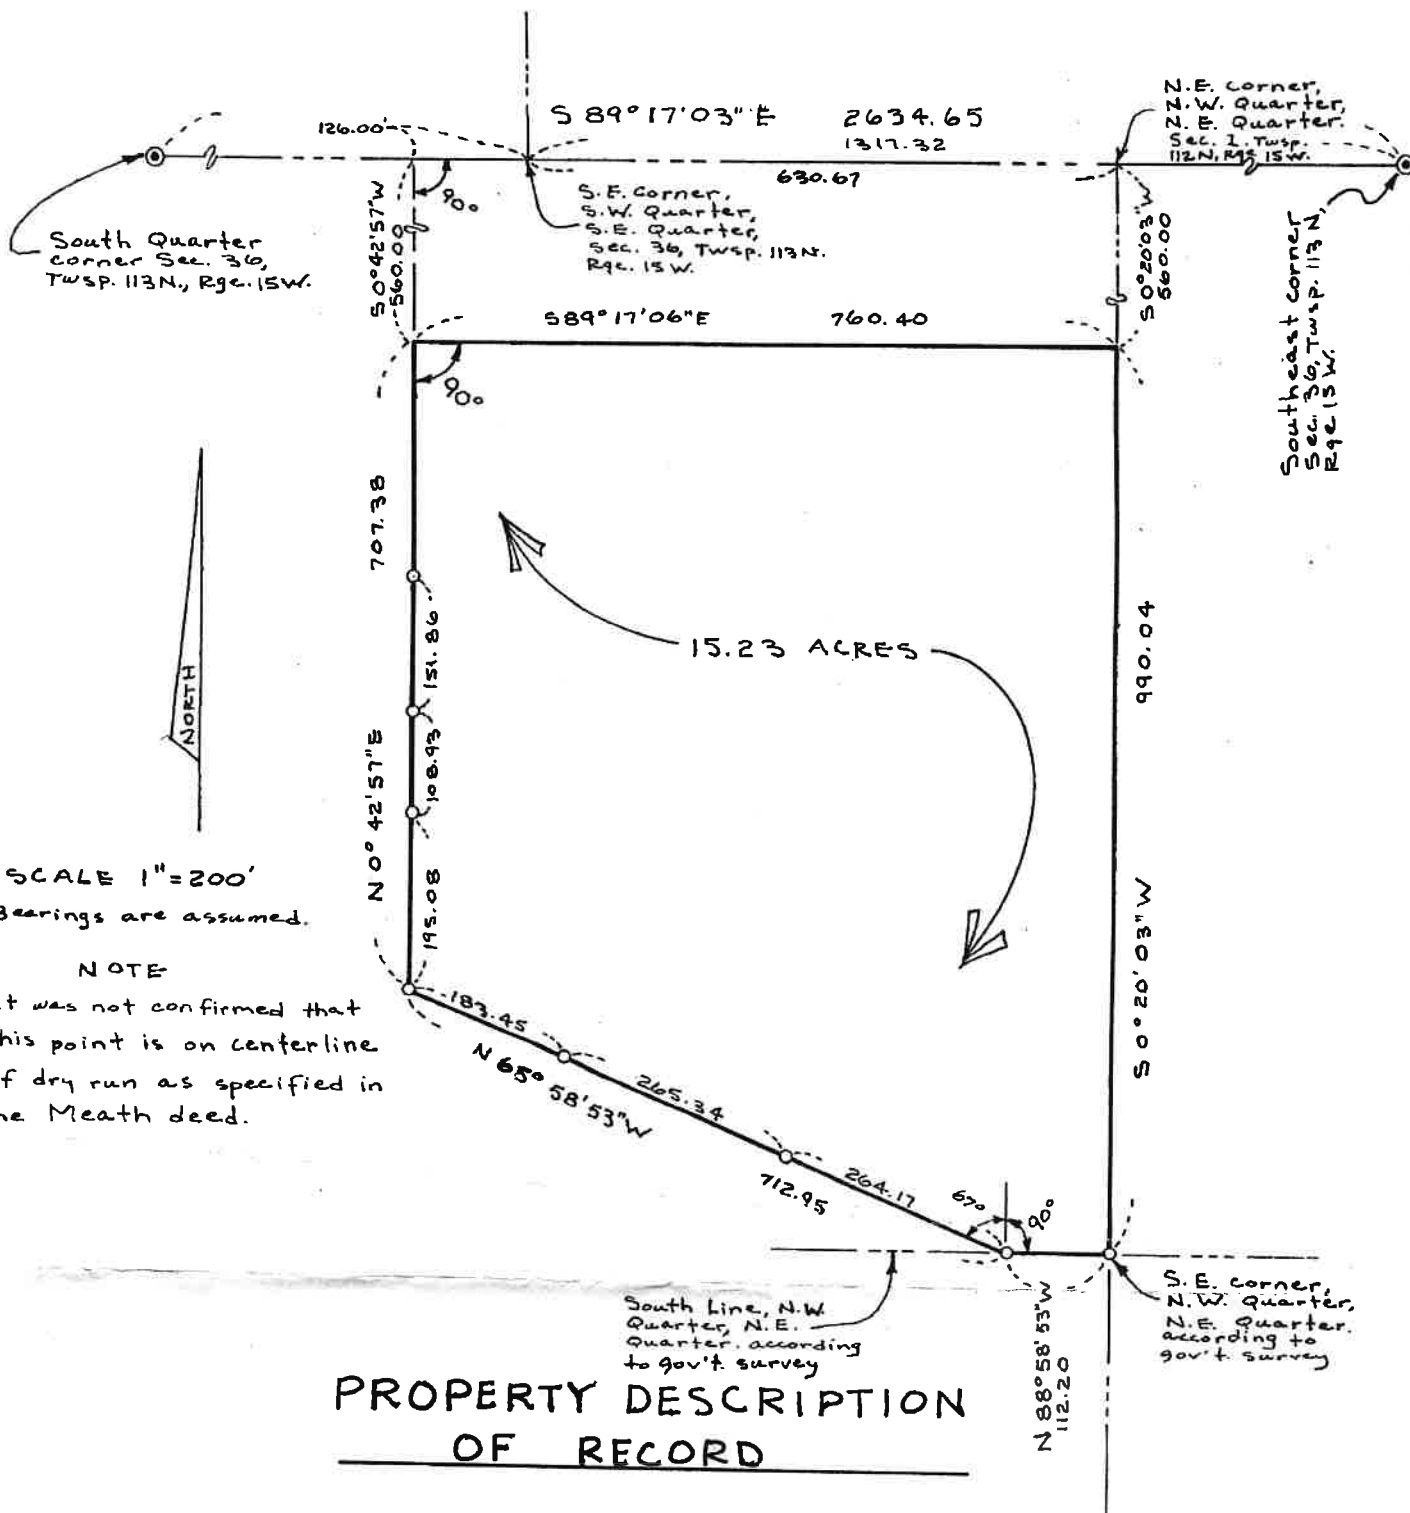 S 89° 17' 03" E 2634.65
1317.32
126.00'
630.67
N.E. Corner,
N.W. Quarter,
N. E. Quarter.
Sec. 1. Twsp.
112N, Rge 15W.
90°
S.E. Corner,
S.W. Quarter,
S.E. Quarter,
Sec. 36, Twsp. 113N.
Rge. 15W.
South Quarter
corner Sec. 36,
Twsp. 113N., Rge. 15W.
S 0° 42' 57" W
560.00
S 0° 20' 03" W
560.00
Southeast corner
Sec. 36, Twsp. 113N,
Rge 15W.
S89° 17' 06" E 760.40
90°
707.38
151.86
108.93
195.08
N 0° 42' 57" E
15.23 ACRES
990.04
S 0° 20' 03" W
NORTH
SCALE 1"=200'
Bearings are assumed.
NOTE
t was not confirmed that
his point is on centerline
f dry run as specified in
he Meath deed.
183.45
265.34
264.17
N 65° 58' 53" W
712.95
67°
90°
South Line, N.W.
Quarter, N.E.
Quarter. according
to gov't. survey
N 88° 58' 53" W
112.20
S.E. Corner,
N.W. Quarter,
N.E. Quarter.
according to
gov't. survey
PROPERTY DESCRIPTION
OF RECORD